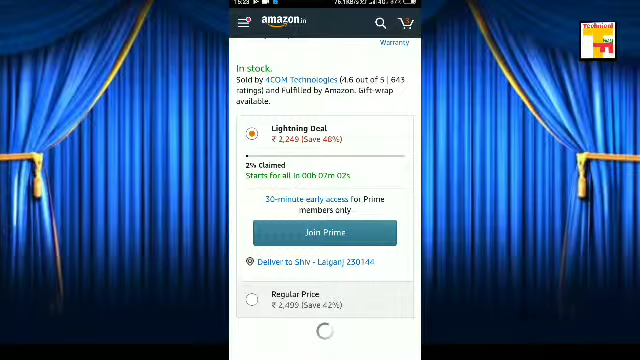 15:23
amazon.in
Technical
Warranty
In stock.
Sold by 4COM Technologies (4.6 out of 5 | 643
ratings) and Fulfilled by Amazon. Gift-wrap
available.
Lightning Deal
₹ 2,249 (Save 48%)
2% Claimed
Starts for all in 00h 07m 02s
30-minute early access for Prime
members only
Join Prime
Deliver to Shiv - Lalganj 230144
Regular Price
₹ 2,499 (Save 42%)